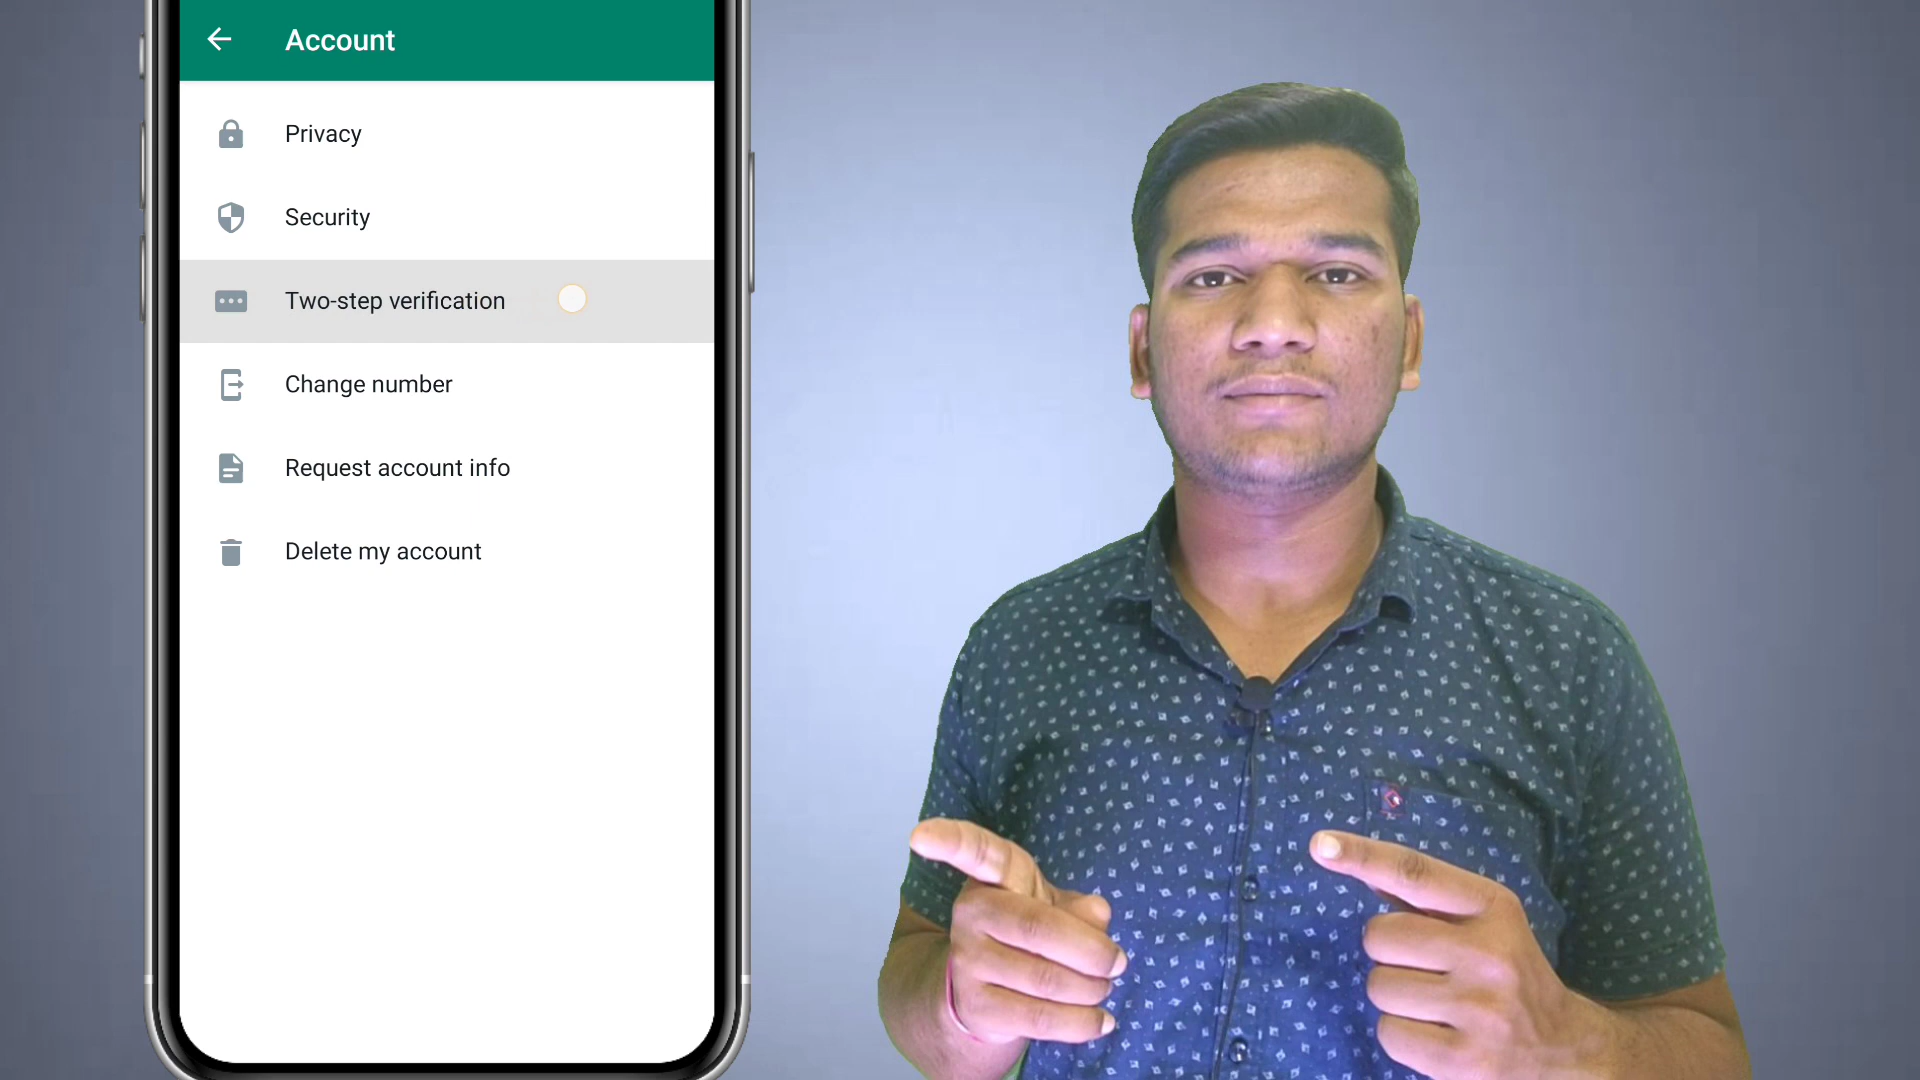 Account
Privacy
Security
Two-step verification
Change number
Request account info
Delete my account